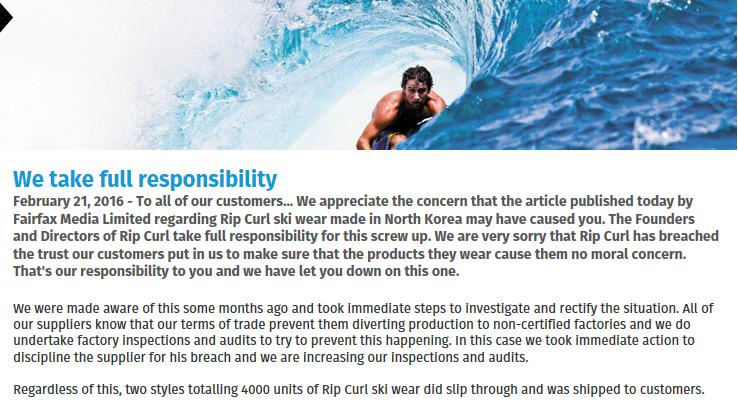 We take full responsibility
February 21, 2016 - To all of our customers... We appreciate the concern that the article published today by
Fairfax Media Limited regarding Rip Curl ski wear made in North Korea may have caused you. The Founders
and Directors of Rip Curl take full responsibility for this screw up. We are very sorry that Rip Curl has breached
the trust our customers put in us to make sure that the products they wear cause them no moral concern.
That's our responsibility to you and we have let you down on this one.
We were made aware of this some months ago and took immediate steps to investigate and rectify the situation. All of
our suppliers know that our terms of trade prevent them diverting production to non-certified factories and we do
undertake factory inspections and audits to try to prevent this happening. In this case we took immediate action to
discipline the supplier for his breach and we are increasing our inspections and audits.
Regardless of this, two styles totalling 4000 units of Rip Curl ski wear did slip through and was shipped to customers.